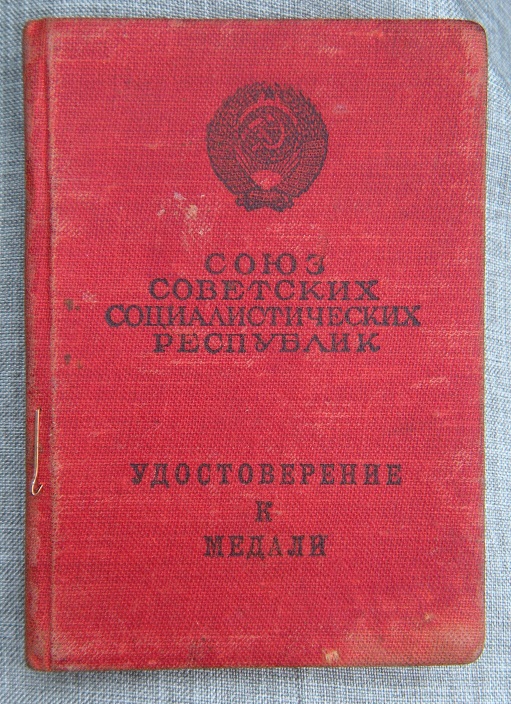 СОЮЗ
СОВЕТСКИХ
СОЦИАЛИСТИЧЕСКИХ
РЕСПУБЛИК
УДОСТОВЕРЕНИЕ
К
МЕДАЛИ